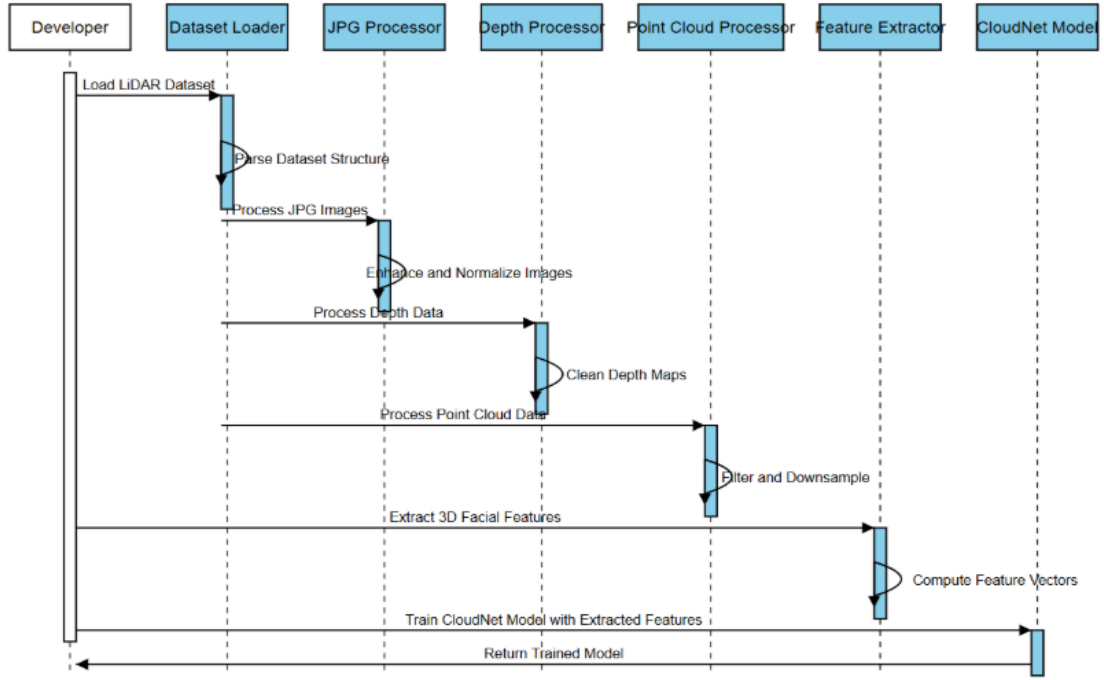 Developer
Dataset Loader
JPG Processor
Depth Processor
Point Cloud Processor
Feature Extractor
CloudNet Model
Load LiDAR Dataset
Parse Dataset Structure
Process JPG Images
Enhance and Normalize Images
Process Depth Data
Clean Depth Maps
Process Point Cloud Data
Filter and Downsample
Extract 3D Facial Features
Compute Feature Vectors
Train CloudNet Model with Extracted Features
Return Trained Model